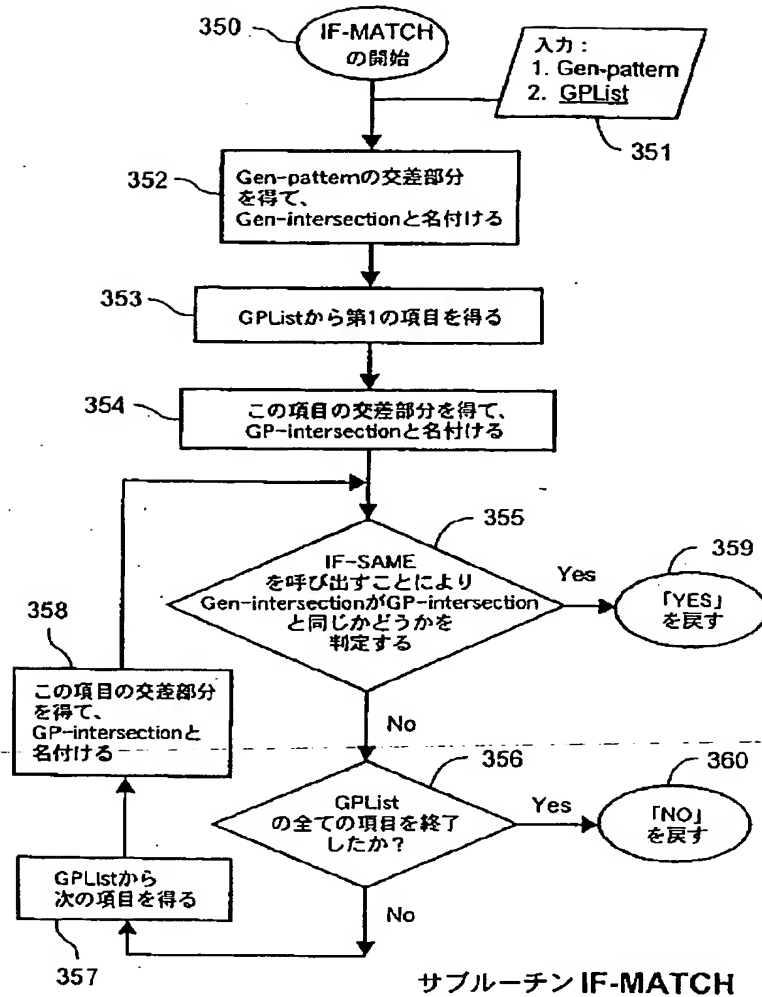 350
IF-MATCH
の開始
入力：
1. Gen-pattern
2. GPList
351
352
Gen-patternの交差部分
を得て、
Gen-intersectionと名付ける
353
GPListから第1の項目を得る
354
この項目の交差部分を得て、
GP-intersectionと名付ける
355
IF-SAME
を呼び出すことにより
Gen-intersectionがGP-intersection
と同じかどうかを
判定する
Yes
359
「YES」
を戻す
358
この項目の交差部分
を得て、
GP-intersectionと
名付ける
No
356
GPList
の全ての項目を終了
したか？
Yes
360
「NO」
を戻す
GPListから
次の項目を得る
357
No
サブルーチン IF-MATCH